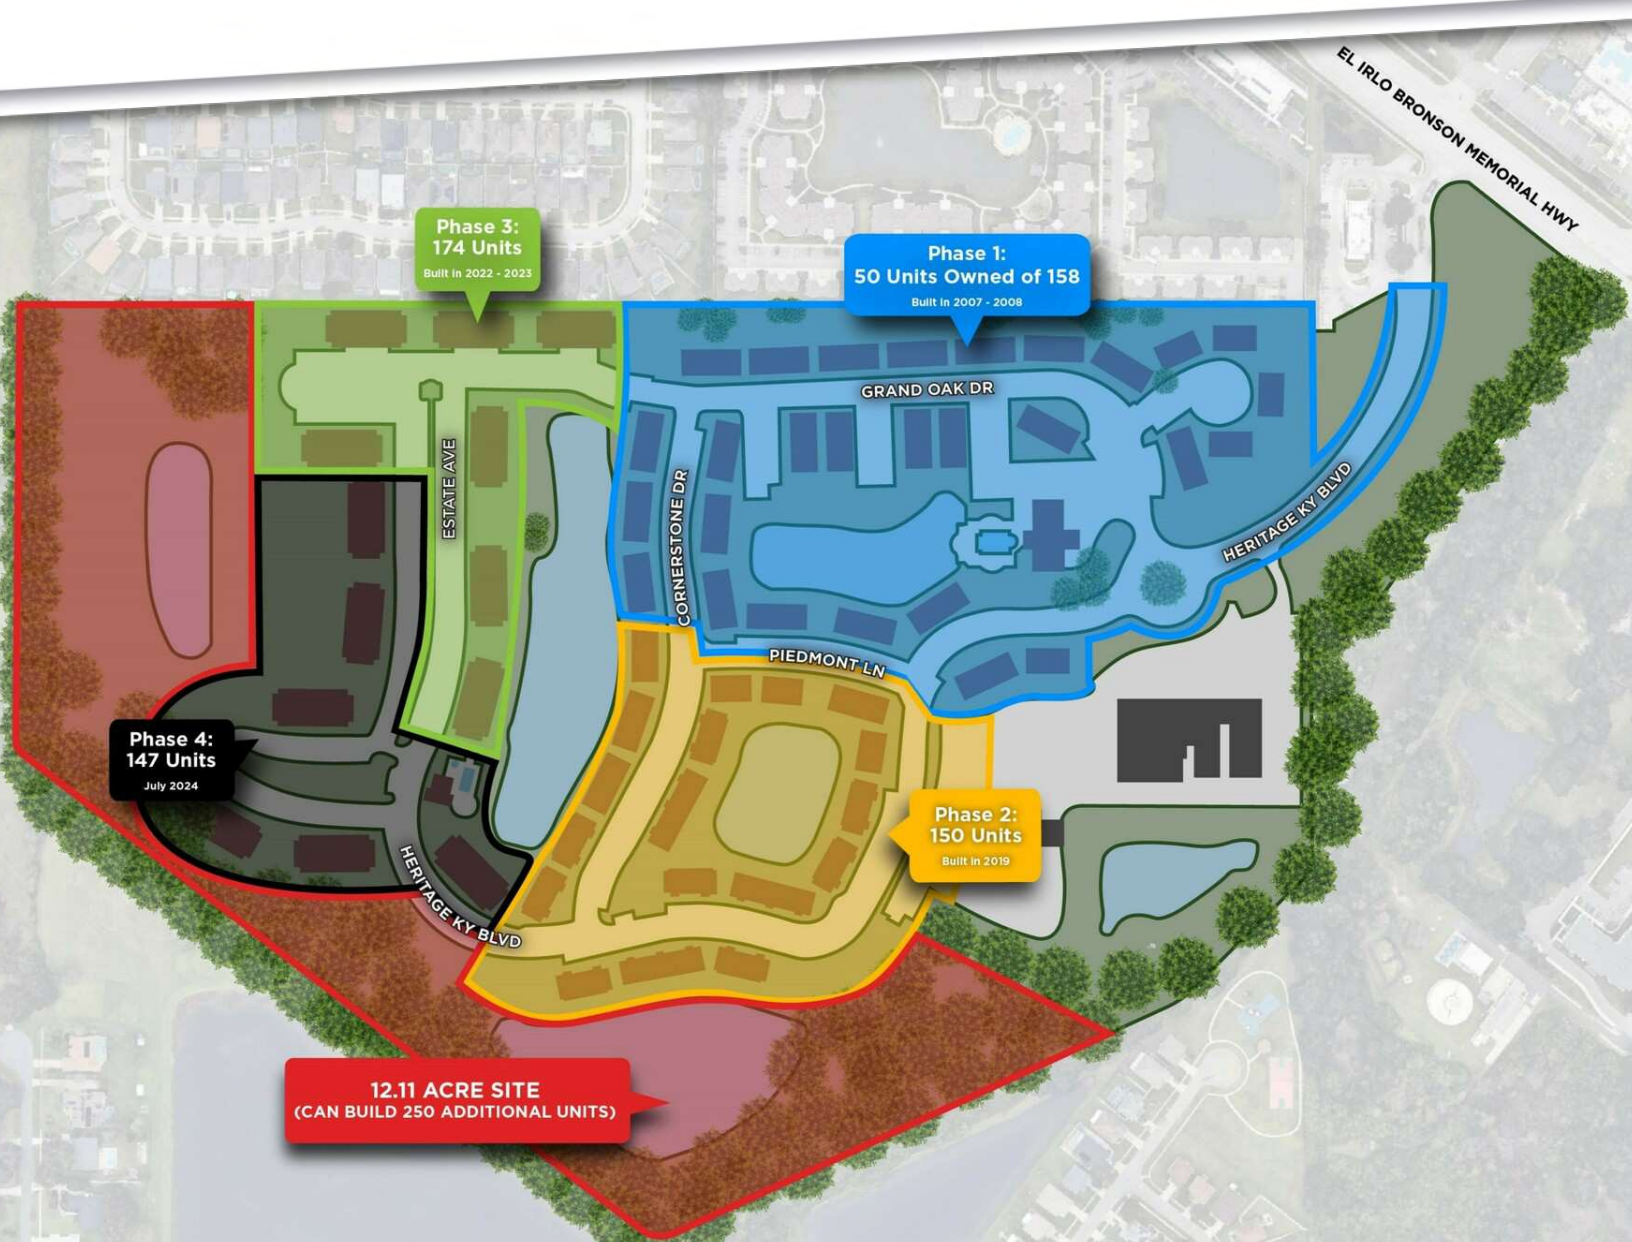 EL IRLO BRONSON MEMORIAL HWY
Phase 3:
174 Units
Built in 2022 - 2023
Phase 1:
50 Units Owned of 158
Built in 2007 - 2008
GRAND OAK DR
ESTATE AVE
CORNERSTONE DR
HERITAGE KY BLVD
PIEDMONT LN
Phase 4:
147 Units
July 2024
Phase 2:
150 Units
Built in 2019
HERITAGE KY BLVD
12.11 ACRE SITE
(CAN BUILD 250 ADDITIONAL UNITS)